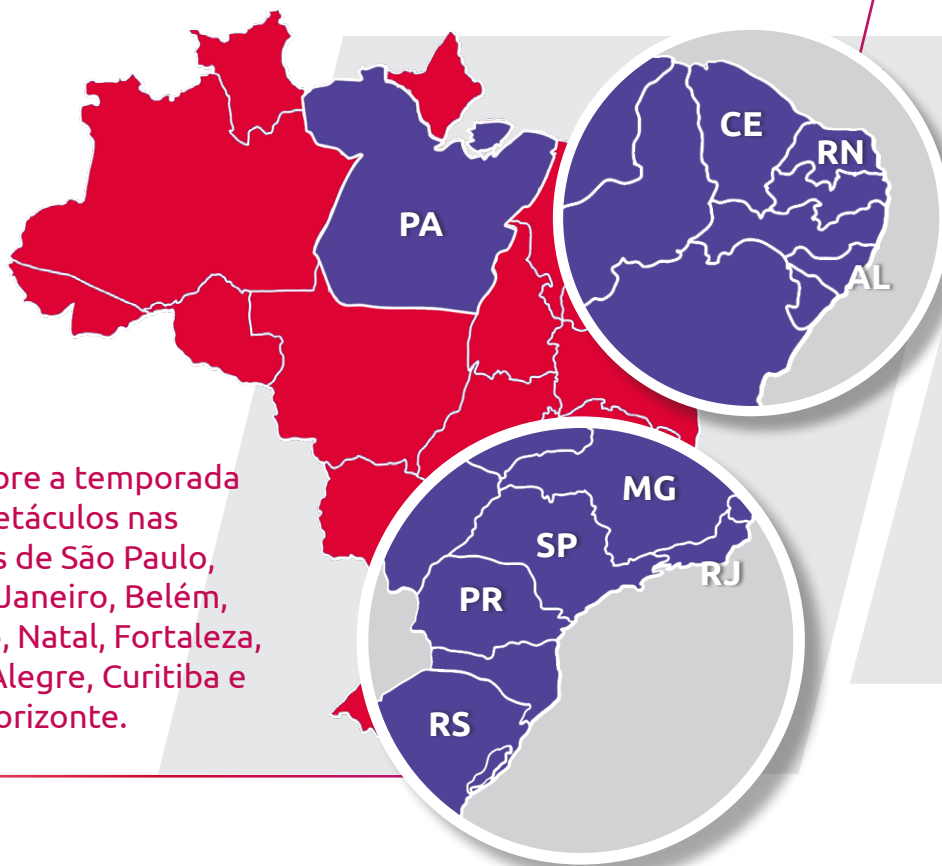 CE
RN
PA
AL
MG
SP
RJ
PR
RS
bre a temporada
etáculos nas
s de São Paulo,
Janeiro, Belém,
, Natal, Fortaleza,
Alegre, Curitiba e
orizonte.